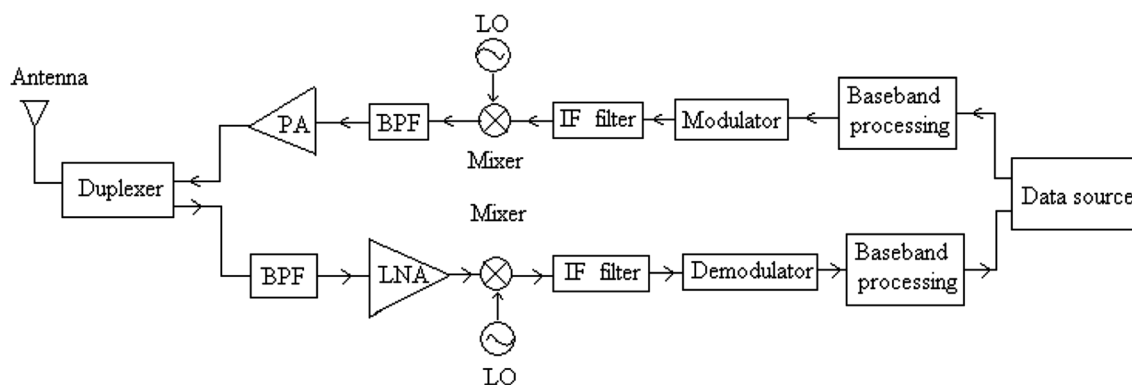 LO
Antenna
PA
BPF
Mixer
IF filter
Modulator
Baseband
processing
Duplexer
Data source
Mixer
BPF
LNA
IF filter
Demodulator
Baseband
processing
LO